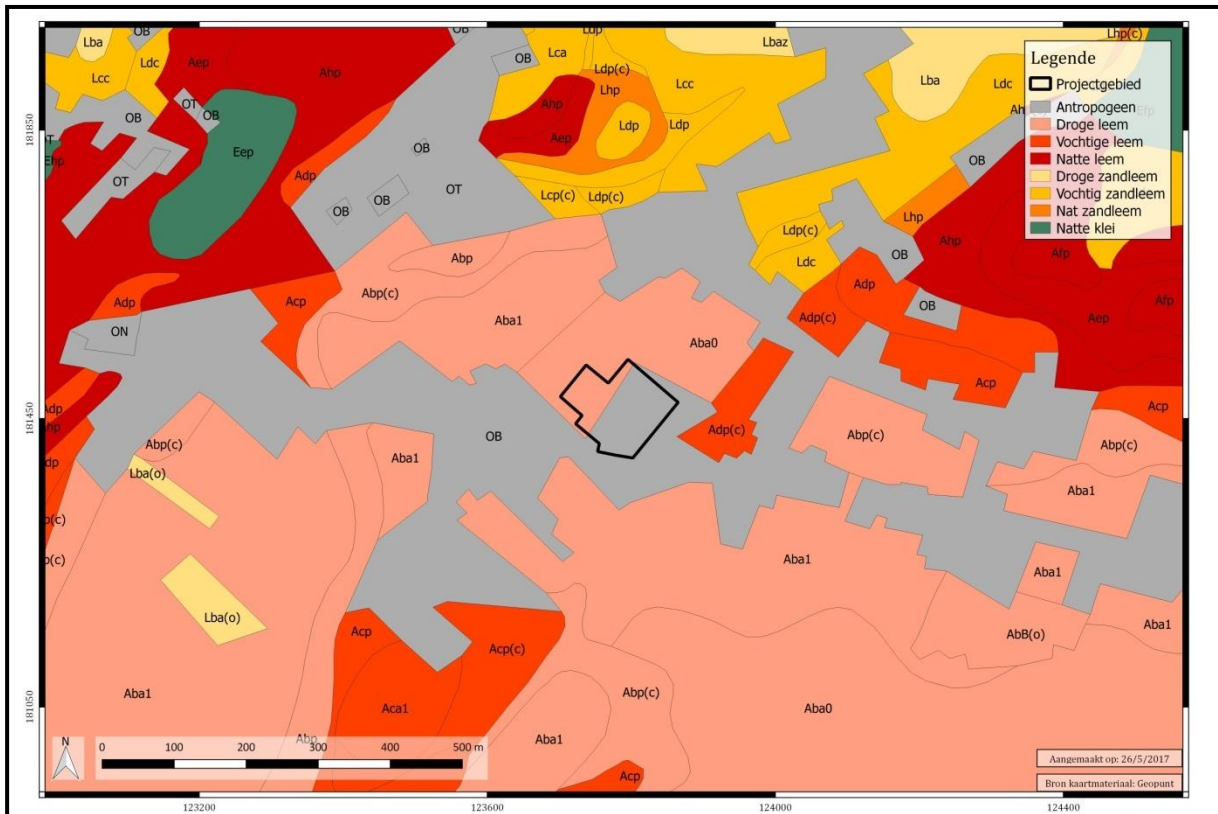 Lba
OB
Lcc
Ldc
Aep
Ahp
OB
OB
Lca
Ldp
Ldp(c)
Lhp
Lcc
Lbaz
Lba
Ldc
Lhp(c)
Legende
Projectgebied
Antropogeen
Droge leem
Vochtige leem
Natte leem
Droge zandleem
Vochtig zandleem
Nat zandleem
Natte klei
OT
OB
OB
OT
OT
Eep
Ehp
Adp
OB
OB
OB
OT
Ahp
Aep
Ldp
Ldp
Lcp(c)
Ldp(c)
Ldp(c)
Ldc
OB
Lhp
OB
Ahp
Efp
Ahp
Afp
Afp
Aep
Adp
ON
Acp
Abp
Abp(c)
Aba1
Aba0
Adp(c)
Adp
OB
Acp
Acp
Adp
Abp(c)
Lba(o)
Aba1
OB
Adp(c)
Abp(c)
Abp(c)
Aba1
Aba1
Aba1
Lba(o)
Aba1
Acp
Acp(c)
Aca1
Abp
Aba1
Abp(c)
Acp
Aba0
AbB(o)
Aba1
N
0 100 200 300 400 500 m
Aangemaakt op: 26/5/2017
Bron kaartmateriaal: Geopunt
181850
181450
181050
123200
123600
124000
124400